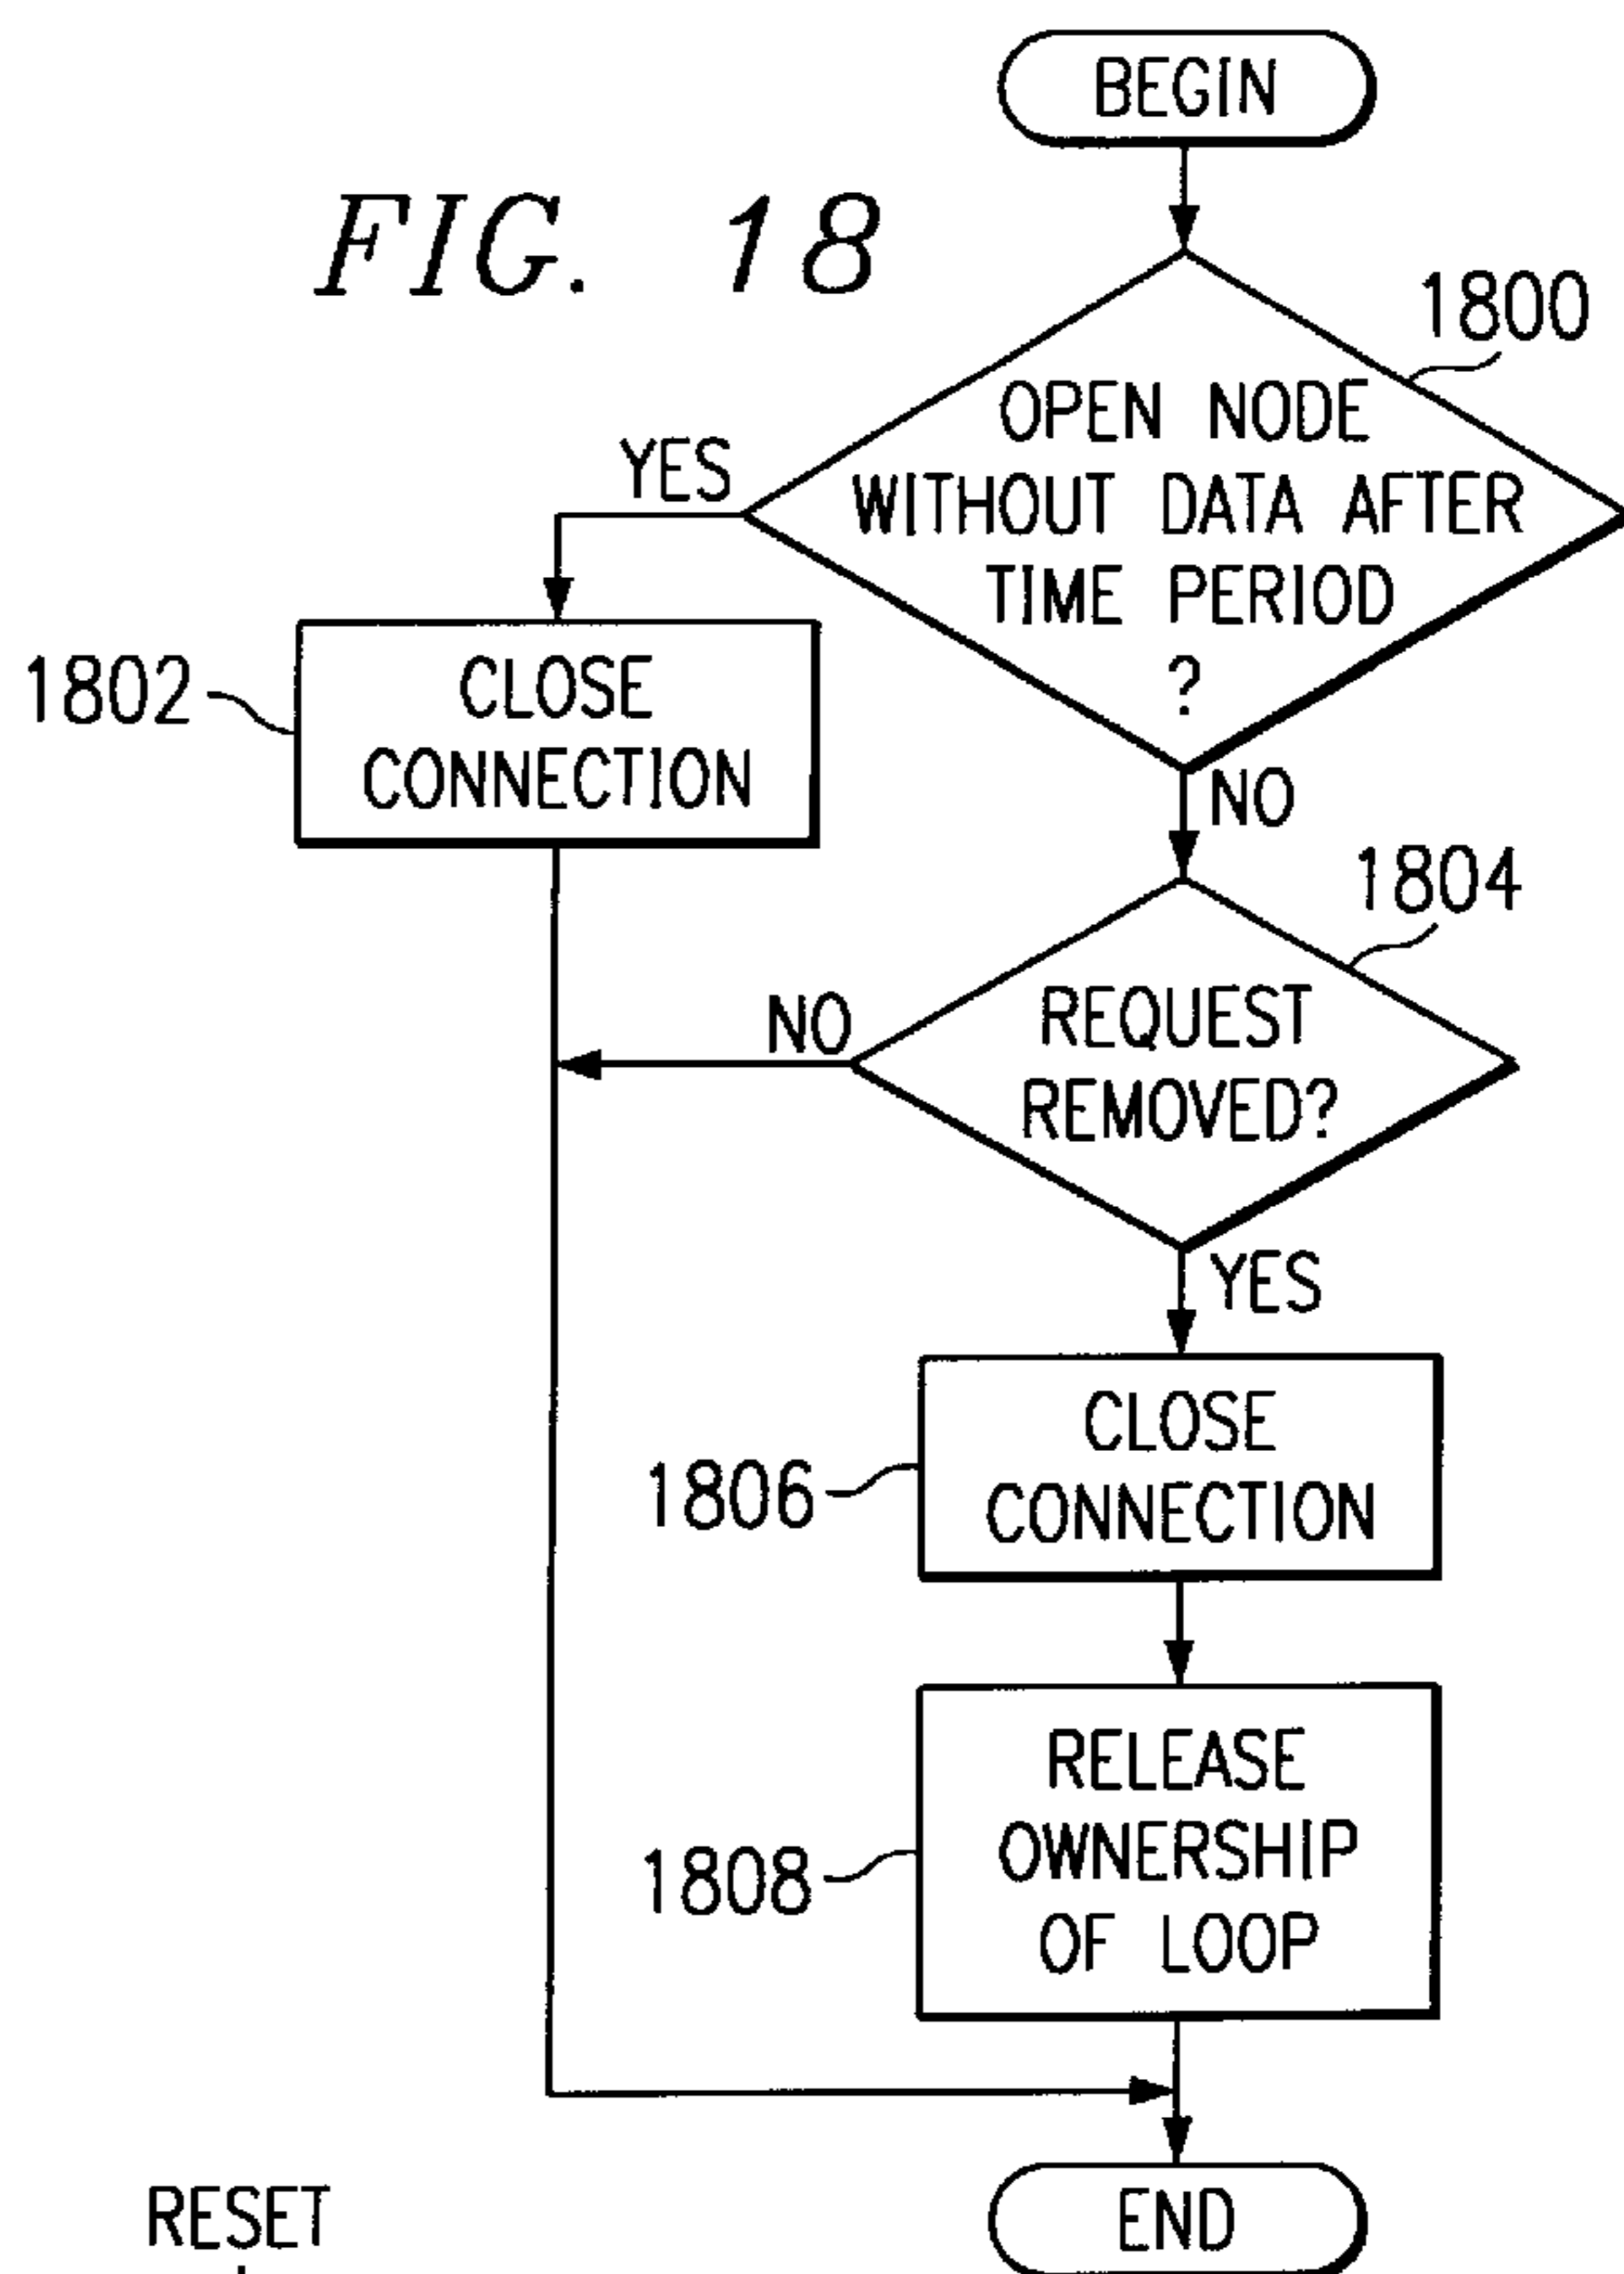 BEGIN
FIG. 18
1800
OPEN NODE
WITHOUT DATA AFTER
TIME PERIOD
?
YES
1802
CLOSE
CONNECTION
NO
1804
REQUEST
REMOVED?
NO
YES
1806
CLOSE
CONNECTION
1808
RELEASE
OWNERSHIP
OF LOOP
RESET
END